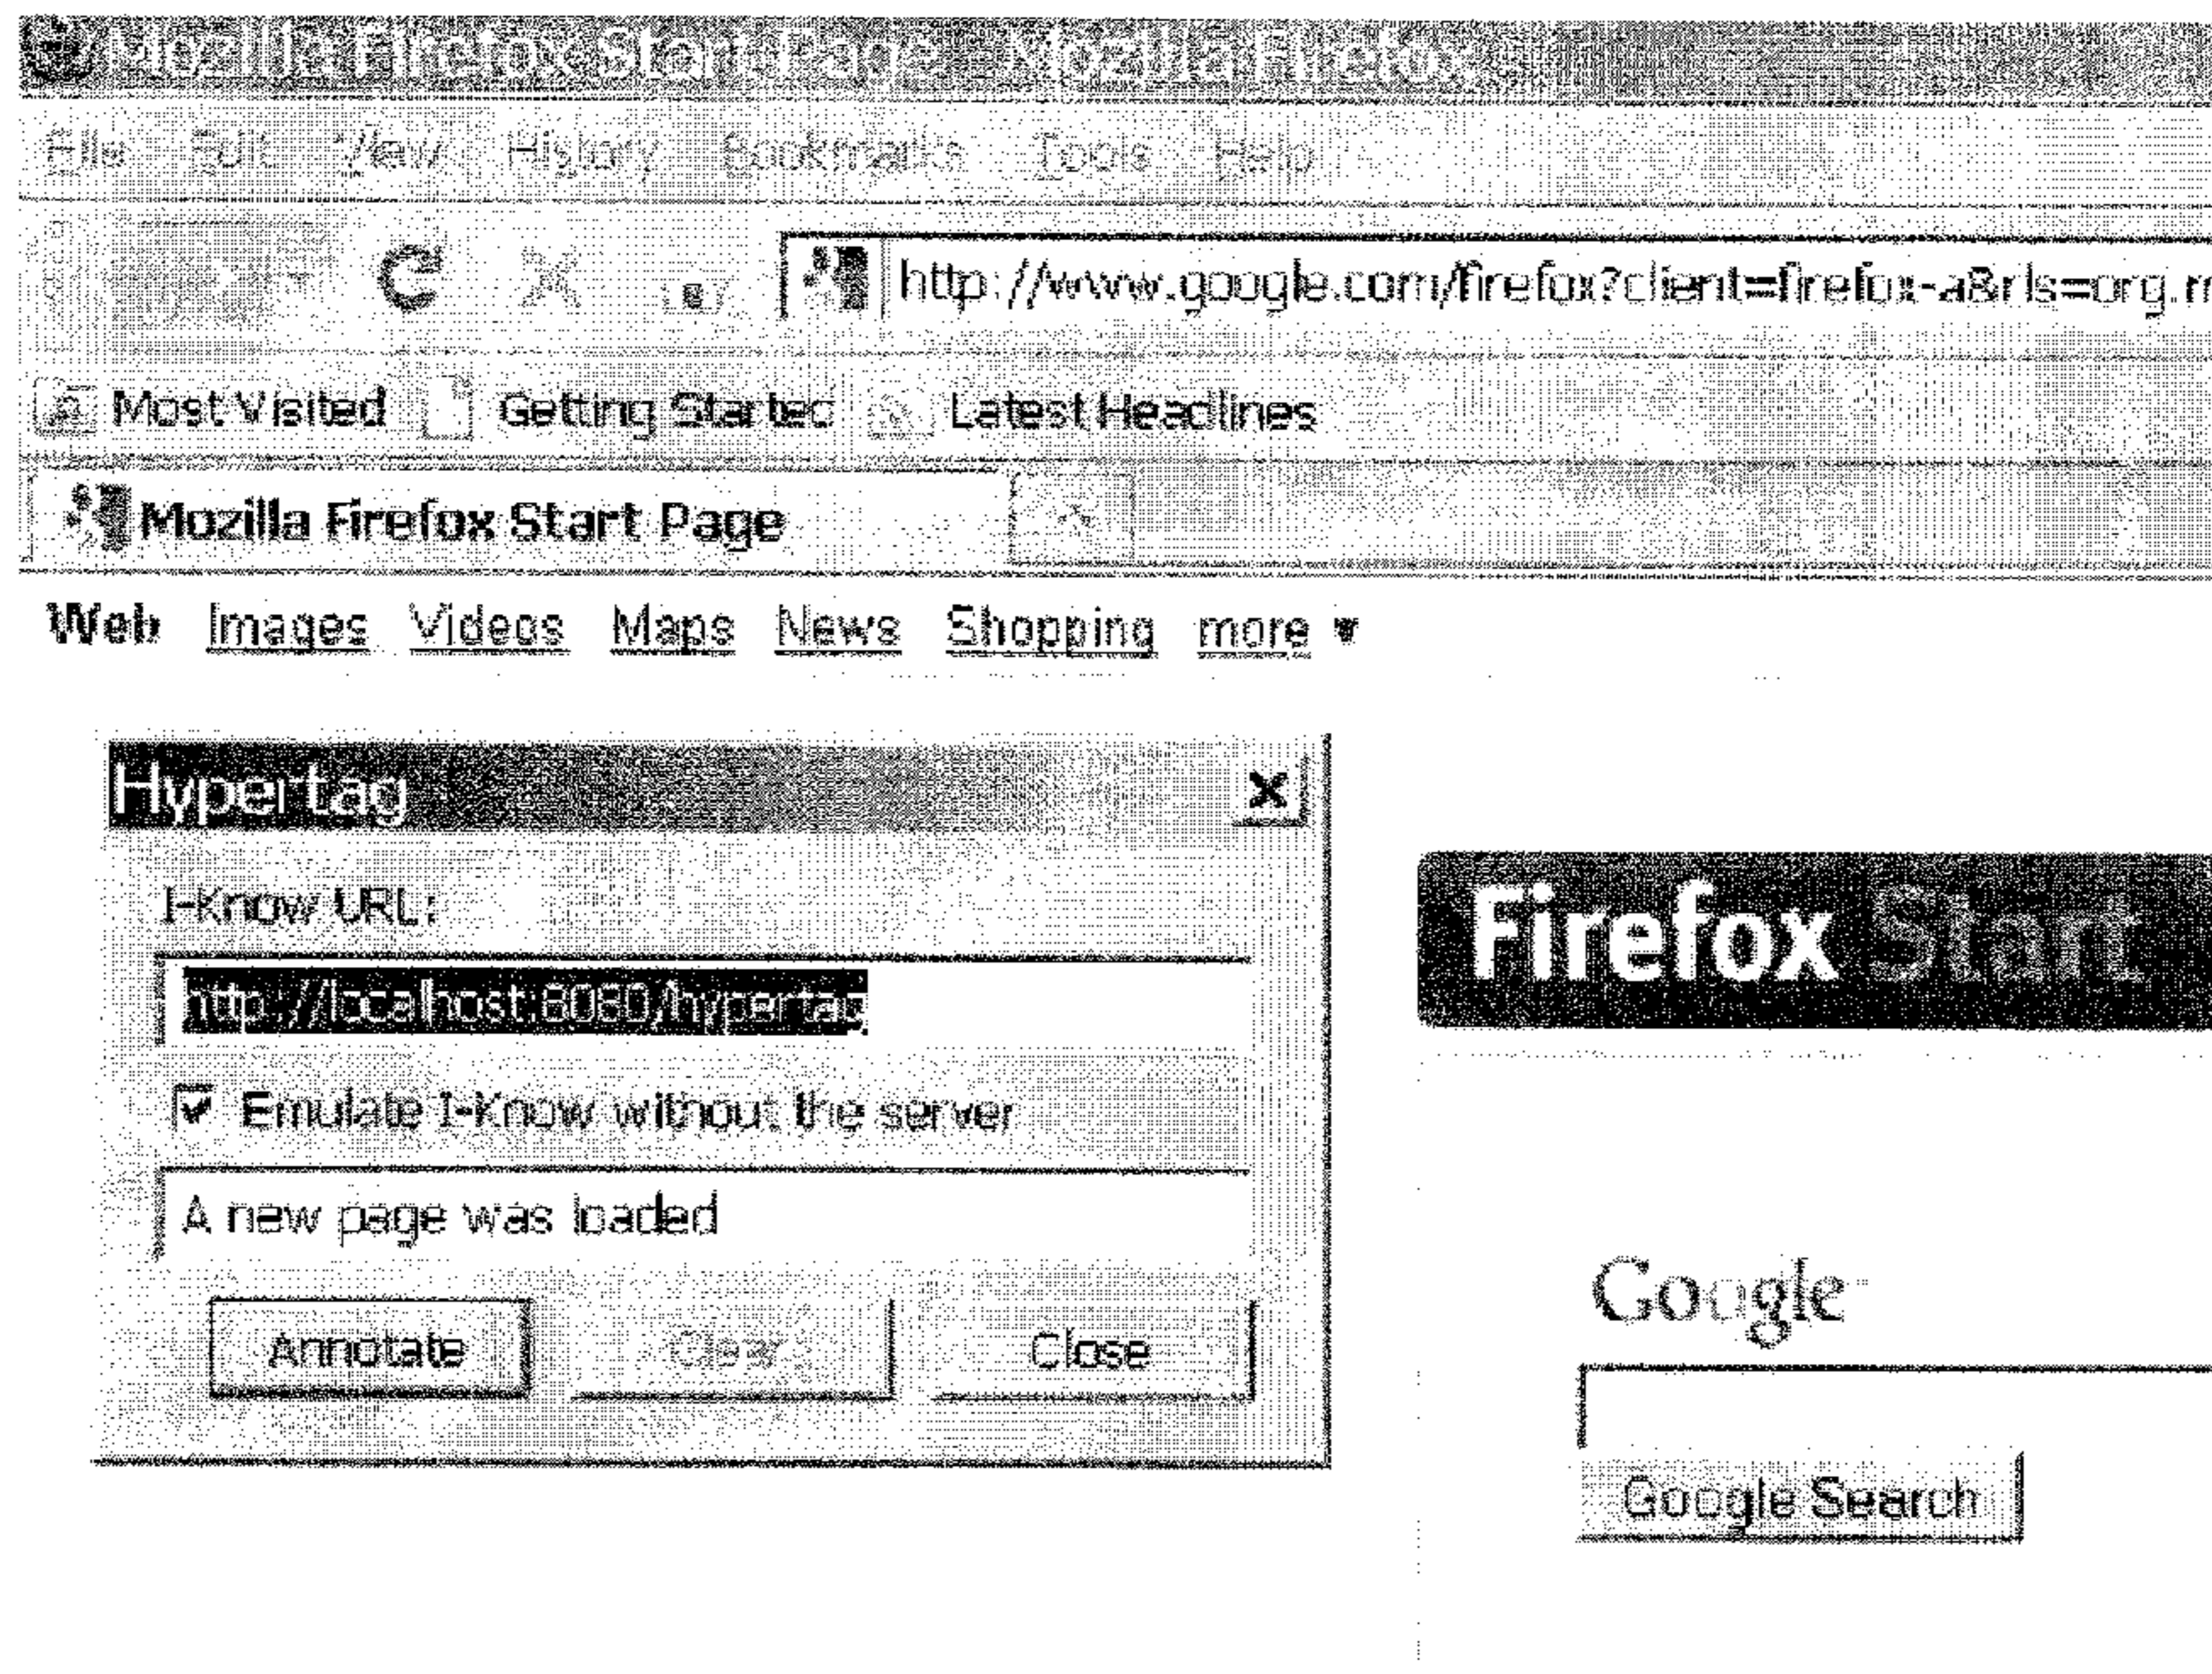 Mozilla Firefox Start Page - Mozilla Firefox
File Edit View History Bookmarks Tools Help
http://www.google.com/firefox?client=firefox-a&rls=org.m
Most Visited Getting Started Latest Headlines
Mozilla Firefox Start Page
Web Images Videos Maps News Shopping more
Hypertag
I-Know URL:
http://localhost:8080/hypertag
Emulate I-Know without the server
A new page was loaded
Annotate Clear Close
Firefox Start
Google
Google Search